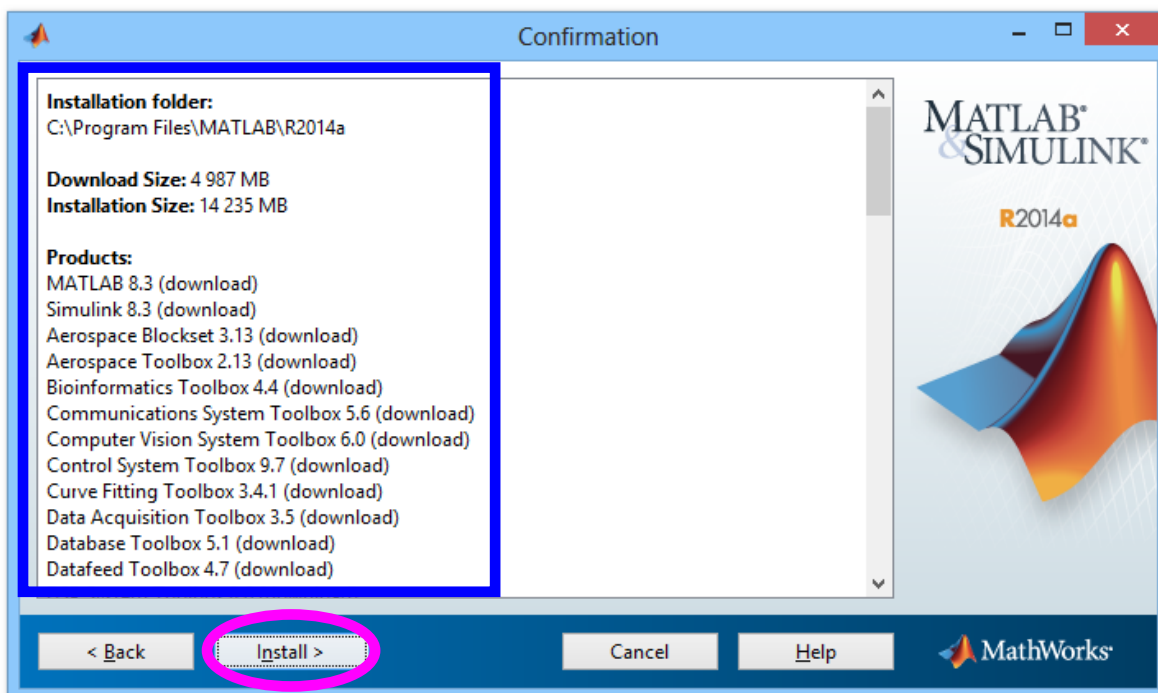 Confirmation
Installation folder:
C:\Program Files\MATLAB\R2014a
Download Size: 4 987 MB
Installation Size: 14 235 MB
Products:
MATLAB 8.3 (download)
Simulink 8.3 (download)
Aerospace Blockset 3.13 (download)
Aerospace Toolbox 2.13 (download)
Bioinformatics Toolbox 4.4 (download)
Communications System Toolbox 5.6 (download)
Computer Vision System Toolbox 6.0 (download)
Control System Toolbox 9.7 (download)
Curve Fitting Toolbox 3.4.1 (download)
Data Acquisition Toolbox 3.5 (download)
Database Toolbox 5.1 (download)
Datafeed Toolbox 4.7 (download)
MATLAB®
&SIMULINK®
R2014a
< Back
Install >
Cancel
Help
MathWorks®